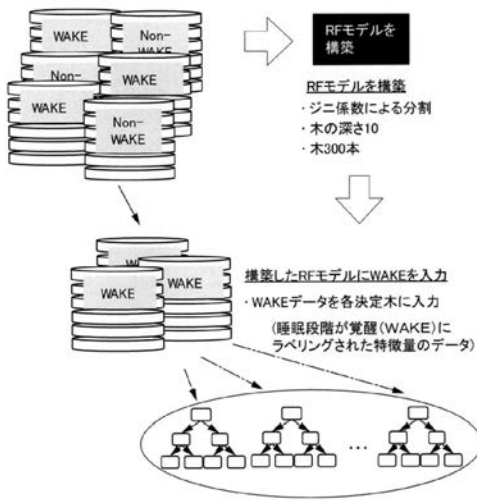 WAKE
Non-
WAKE
Non-
WAKE
WAKE
Non-
WAKE
RFモデルを
構築
RFモデルを構築
・ジニ係数による分割
・木の深さ10
・木300本
WAKE
WAKE
構築したRFモデルにWAKEを入力
・WAKEデータを各決定木に入力
(睡眠段階が覚醒(WAKE)に
ラベリングされた特徴量のデータ)
…